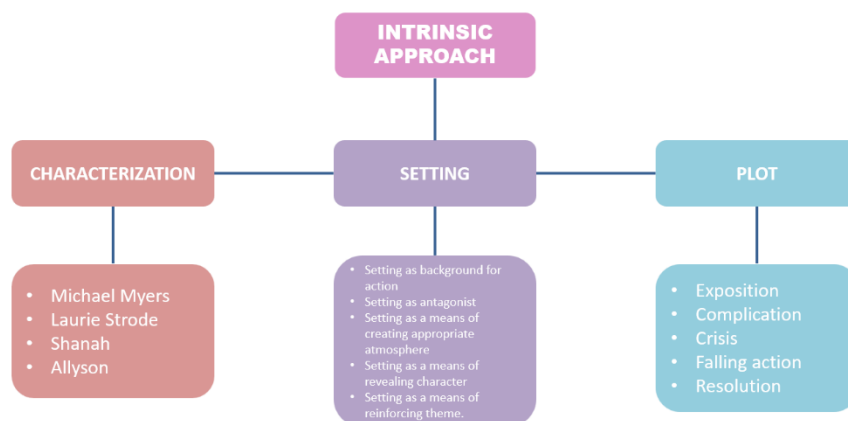 INTRINSIC
APPROACH
CHARACTERIZATION
SETTING
PLOT
• Michael Myers
• Laurie Strode
• Shanah
• Allyson
• Setting as background for
action
• Setting as antagonist
• Setting as a means of
creating appropriate
atmosphere
• Setting as a means of
revealing character
• Setting as a means of
reinforcing theme.
• Exposition
• Complication
• Crisis
• Falling action
• Resolution